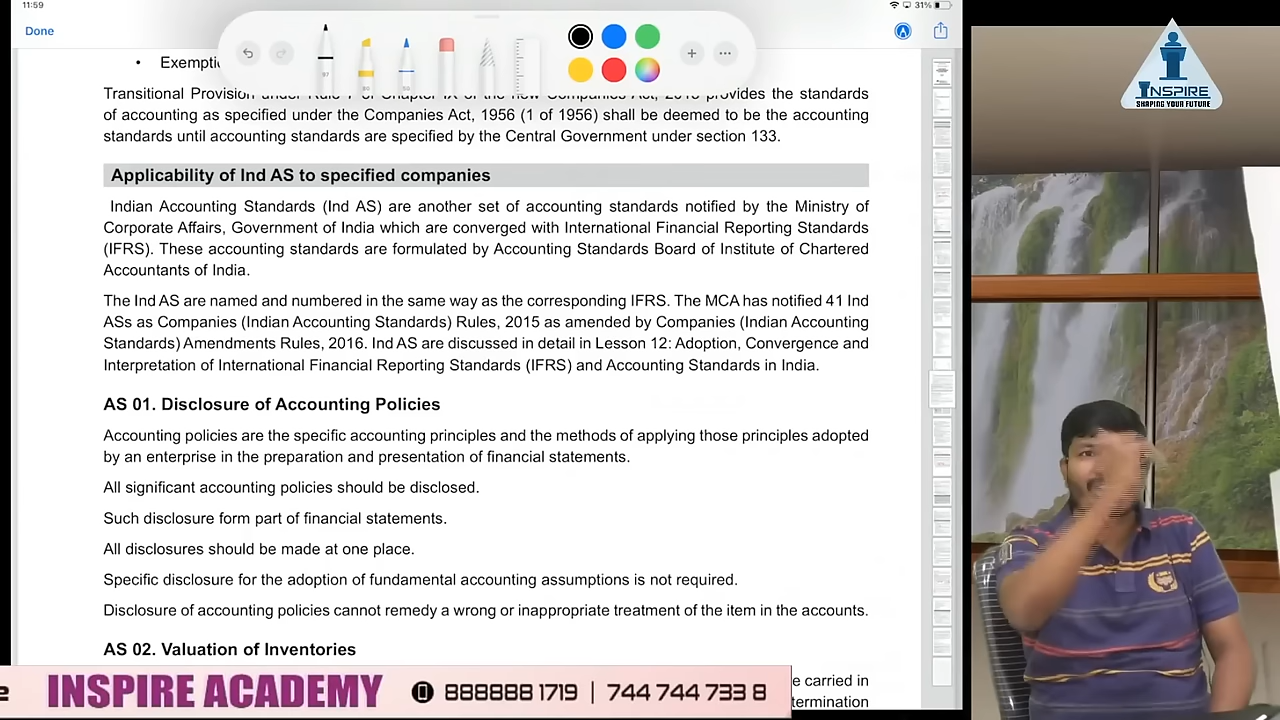 11:59
31%
Done
INSPIRE
SHAPING YOUR FUTURE
97
80
50
• Exempti
Transitional Provision under Rule 7 of Chapter IX of the new Companies Act, 2013 provides the standards
of accounting as specified under the Companies Act, 1956 (1 of 1956) shall be deemed to be the accounting
standards until accounting standards are specified by the Central Government under section 133.
Applicability of Ind AS to specified companies
Indian Accounting Standards (Ind AS) are another set of accounting standards notified by the Ministry of
Corporate Affairs, Government of India which are converged with International Financial Reporting Standards
(IFRS). These accounting standards are formulated by Accounting Standards Board of Institute of Chartered
Accountants of India.
The Ind AS are named and numbered in the same way as the corresponding IFRS. The MCA has notified 41 Ind
ASs as Companies (Indian Accounting Standards) Rules, 2015 as amended by Companies (Indian Accounting
Standards) Amendments Rules, 2016. Ind AS are discussed in detail in Lesson 12: Adoption, Convergence and
Interpretation of International Financial Reporting Standards (IFRS) and Accounting Standards in India.
AS 01. Disclosure of Accounting Policies
Accounting policies are the specific accounting principles and the methods of applying those principles adopted
by an enterprise in the preparation and presentation of financial statements.
All significant accounting policies should be disclosed.
Such disclosure form part of financial statements.
All disclosures should be made at one place.
Specific disclosure for the adoption of fundamental accounting assumptions is not required.
Disclosure of accounting policies cannot remedy a wrong or inappropriate treatment of the item in the accounts.
AS 02. Valuation of Inventories
e carried in
termination
e INSPIRE ACADEMY 888888 1719 | 744 744 733 8